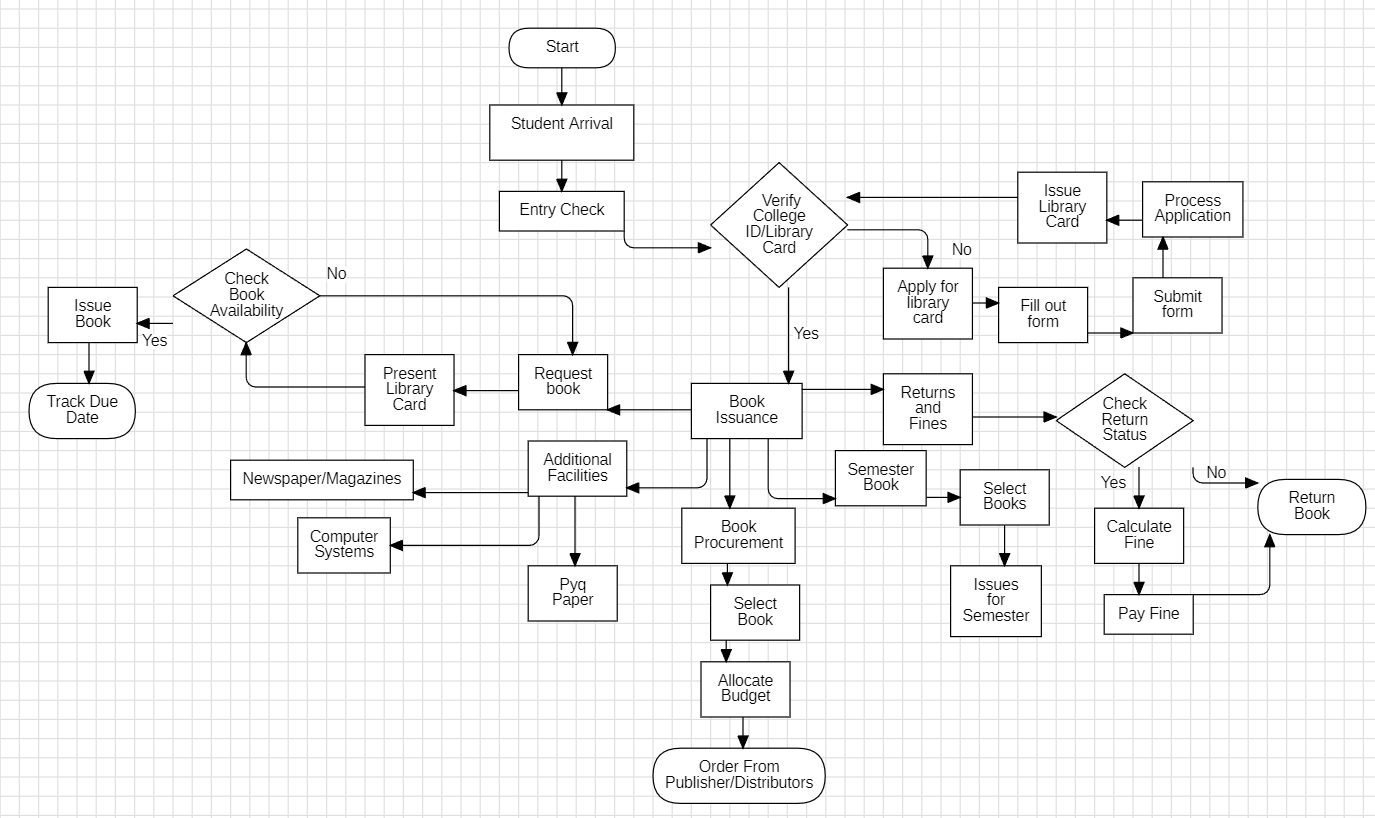 Start
Student Arrival
Entry Check
Verify
College
ID/Library
Card
Issue
Library
Card
Process
Application
No
Apply for
library
card
Fill out
form
Submit
form
Check
Book
Availability
No
Issue
Book
Yes
Track Due
Date
Present
Library
Card
Request
book
Yes
Book
Issuance
Returns
and
Fines
Check
Return
Status
Newspaper/Magazines
Additional
Facilities
Computer
Systems
Pyq
Paper
Book
Procurement
Select
Book
Allocate
Budget
Order From
Publisher/Distributors
Semester
Book
Select
Books
Issues
for
Semester
Yes
No
Calculate
Fine
Pay Fine
Return
Book